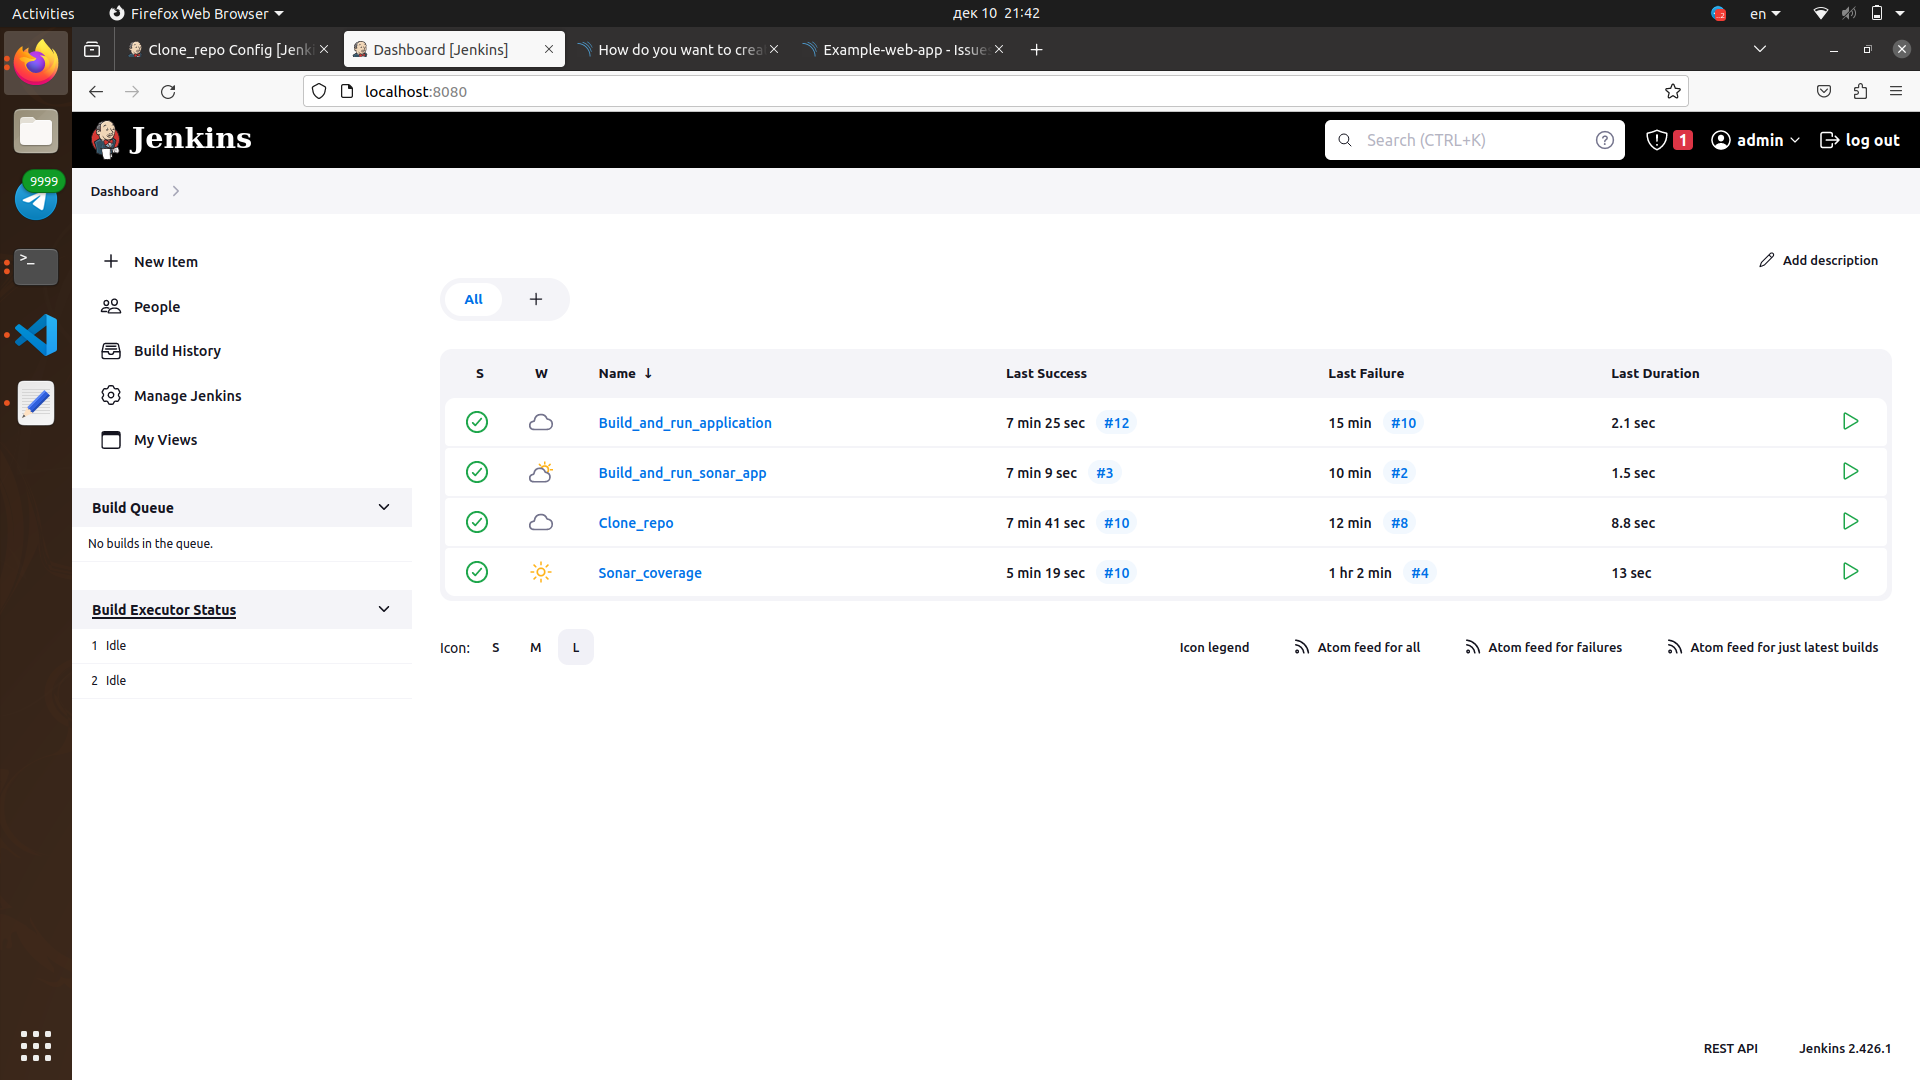 Activities
Firefox Web Browser
дек 10 21:42
en
Clone_repo Config [Jenki
Dashboard [Jenkins]
How do you want to crea
Example-web-app - Issues
localhost:8080
9999
Jenkins
Search (CTRL+K)
1
admin
log out
Dashboard
New Item
People
Build History
Manage Jenkins
My Views
Build Queue
No builds in the queue.
Build Executor Status
1 Idle
2 Idle
Add description
All
S W Name ↓ Last Success Last Failure Last Duration
Build_and_run_application 7 min 25 sec #12 15 min #10 2.1 sec
Build_and_run_sonar_app 7 min 9 sec #3 10 min #2 1.5 sec
Clone_repo 7 min 41 sec #10 12 min #8 8.8 sec
Sonar_coverage 5 min 19 sec #10 1 hr 2 min #4 13 sec
Icon: S M L
Icon legend
Atom feed for all
Atom feed for failures
Atom feed for just latest builds
REST API
Jenkins 2.426.1